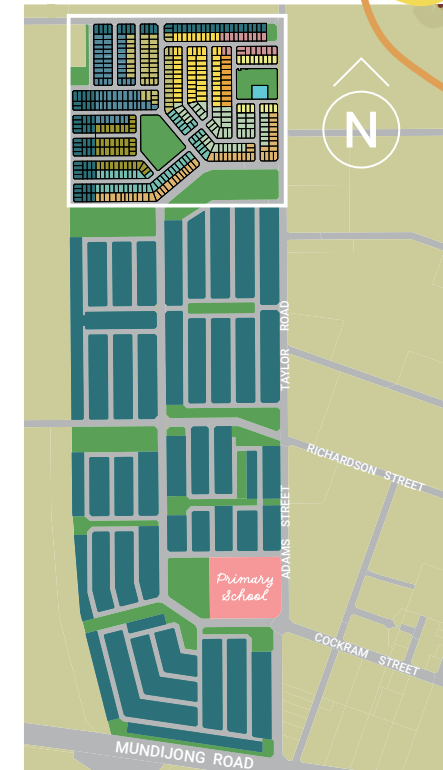 N
TAYLOR ROAD
RICHARDSON STREET
ADAMS STREET
Primary
School
COCKRAM STREET
MUNDIJONG ROAD